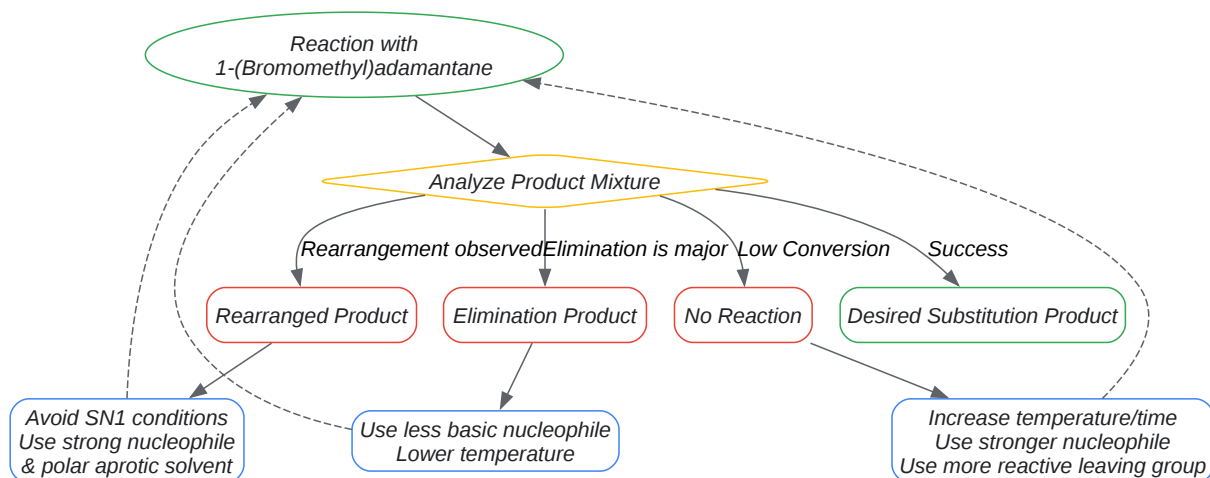 Reaction with
1-(Bromomethyl)adamantane
Analyze Product Mixture
Rearrangement observed
Elimination is major
Low Conversion
Success
Rearranged Product
Elimination Product
No Reaction
Desired Substitution Product
Avoid SN1 conditions
Use strong nucleophile
& polar aprotic solvent
Use less basic nucleophile
Lower temperature
Increase temperature/time
Use stronger nucleophile
Use more reactive leaving group